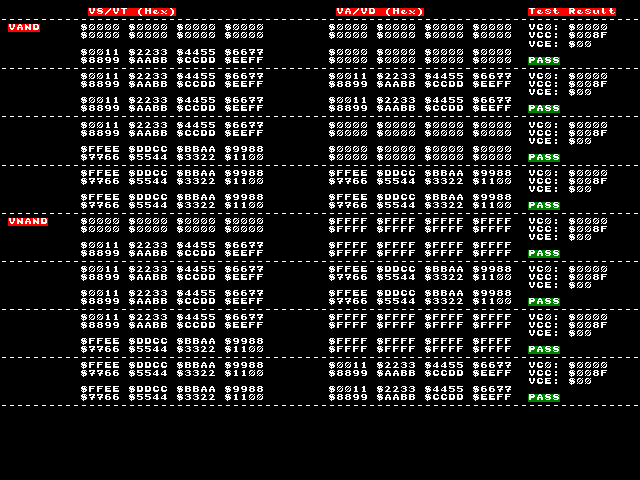 VS/VT (Hex) VA/VD (Hex) Test Result
VAND $0000 $0000 $0000 $0000 $0000 $0000 $0000 $0000 VC0: $0000
$0000 $0000 $0000 $0000 $0000 $0000 $0000 $0000 VCC: $008F
VCE: $00
$0011 $2233 $4455 $6677 $0000 $0000 $0000 $0000
$8899 $AABB $CCDD $EEFF $0000 $0000 $0000 $0000 PASS
$0011 $2233 $4455 $6677 $0011 $2233 $4455 $6677 VC0: $0000
$8899 $AABB $CCDD $EEFF $8899 $AABB $CCDD $EEFF VCC: $008F
VCE: $00
$0011 $2233 $4455 $6677 $0011 $2233 $4455 $6677
$8899 $AABB $CCDD $EEFF $8899 $AABB $CCDD $EEFF PASS
$0011 $2233 $4455 $6677 $0000 $0000 $0000 $0000 VC0: $0000
$8899 $AABB $CCDD $EEFF $0000 $0000 $0000 $0000 VCC: $008F
VCE: $00
$FFEE $DDCC $BBAA $9988 $0000 $0000 $0000 $0000
$7766 $5544 $3322 $1100 $0000 $0000 $0000 $0000 PASS
$FFEE $DDCC $BBAA $9988 $FFEE $DDCC $BBAA $9988 VC0: $0000
$7766 $5544 $3322 $1100 $7766 $5544 $3322 $1100 VCC: $008F
VCE: $00
$FFEE $DDCC $BBAA $9988 $FFEE $DDCC $BBAA $9988
$7766 $5544 $3322 $1100 $7766 $5544 $3322 $1100 PASS
VNAND $0000 $0000 $0000 $0000 $FFFF $FFFF $FFFF $FFFF VC0: $0000
$0000 $0000 $0000 $0000 $FFFF $FFFF $FFFF $FFFF VCC: $008F
VCE: $00
$0011 $2233 $4455 $6677 $FFFF $FFFF $FFFF $FFFF
$8899 $AABB $CCDD $EEFF $FFFF $FFFF $FFFF $FFFF PASS
$0011 $2233 $4455 $6677 $FFEE $DDCC $BBAA $9988 VC0: $0000
$8899 $AABB $CCDD $EEFF $7766 $5544 $3322 $1100 VCC: $008F
VCE: $00
$0011 $2233 $4455 $6677 $FFEE $DDCC $BBAA $9988
$8899 $AABB $CCDD $EEFF $7766 $5544 $3322 $1100 PASS
$0011 $2233 $4455 $6677 $FFFF $FFFF $FFFF $FFFF VC0: $0000
$8899 $AABB $CCDD $EEFF $FFFF $FFFF $FFFF $FFFF VCC: $008F
VCE: $00
$FFEE $DDCC $BBAA $9988 $FFFF $FFFF $FFFF $FFFF
$7766 $5544 $3322 $1100 $FFFF $FFFF $FFFF $FFFF PASS
$FFEE $DDCC $BBAA $9988 $0011 $2233 $4455 $6677 VC0: $0000
$7766 $5544 $3322 $1100 $8899 $AABB $CCDD $EEFF VCC: $008F
VCE: $00
$FFEE $DDCC $BBAA $9988 $0011 $2233 $4455 $6677
$7766 $5544 $3322 $1100 $8899 $AABB $CCDD $EEFF PASS